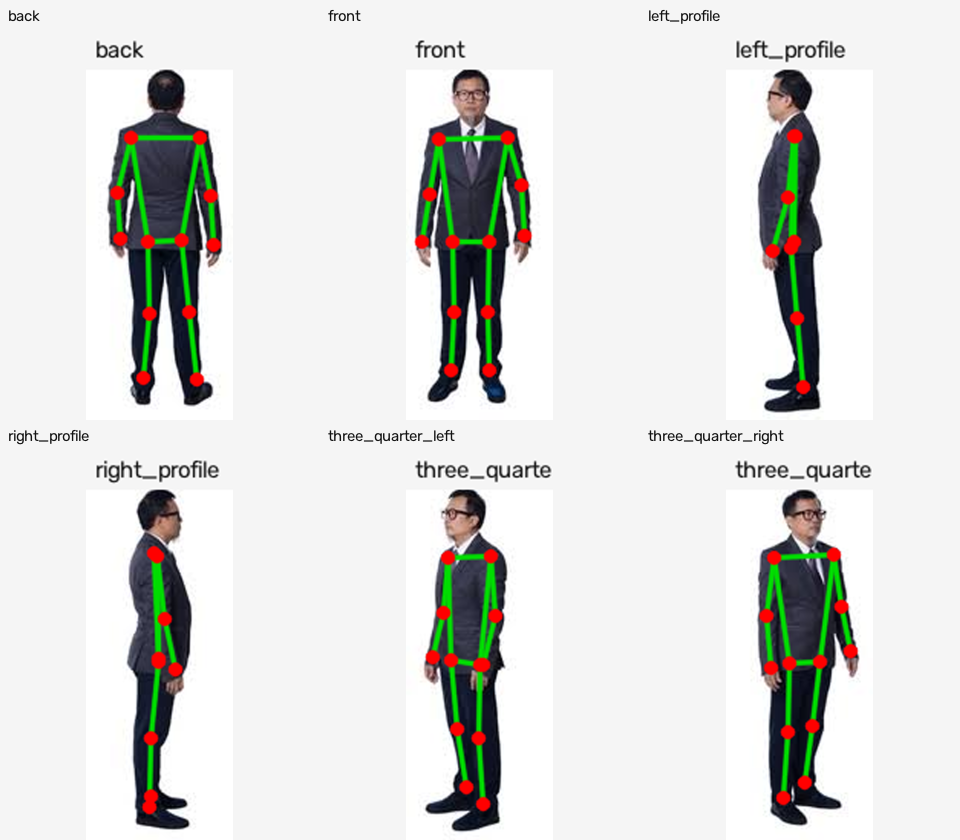 back
front
left_profile
back
front
left_profile
right_profile
three_quarter_left
three_quarter_right
right_profile
three_quarte
three_quarte